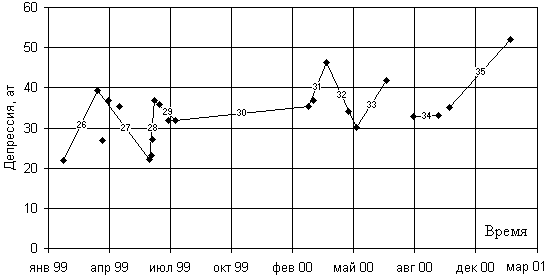 60
50
40
30
20
10
0
Депрессия, ат
26
27
28
29
30
31
32
33
34
35
Время
янв 99
апр 99
июл 99
окт 99
фев 00
май 00
авг 00
дек 00
мар 01